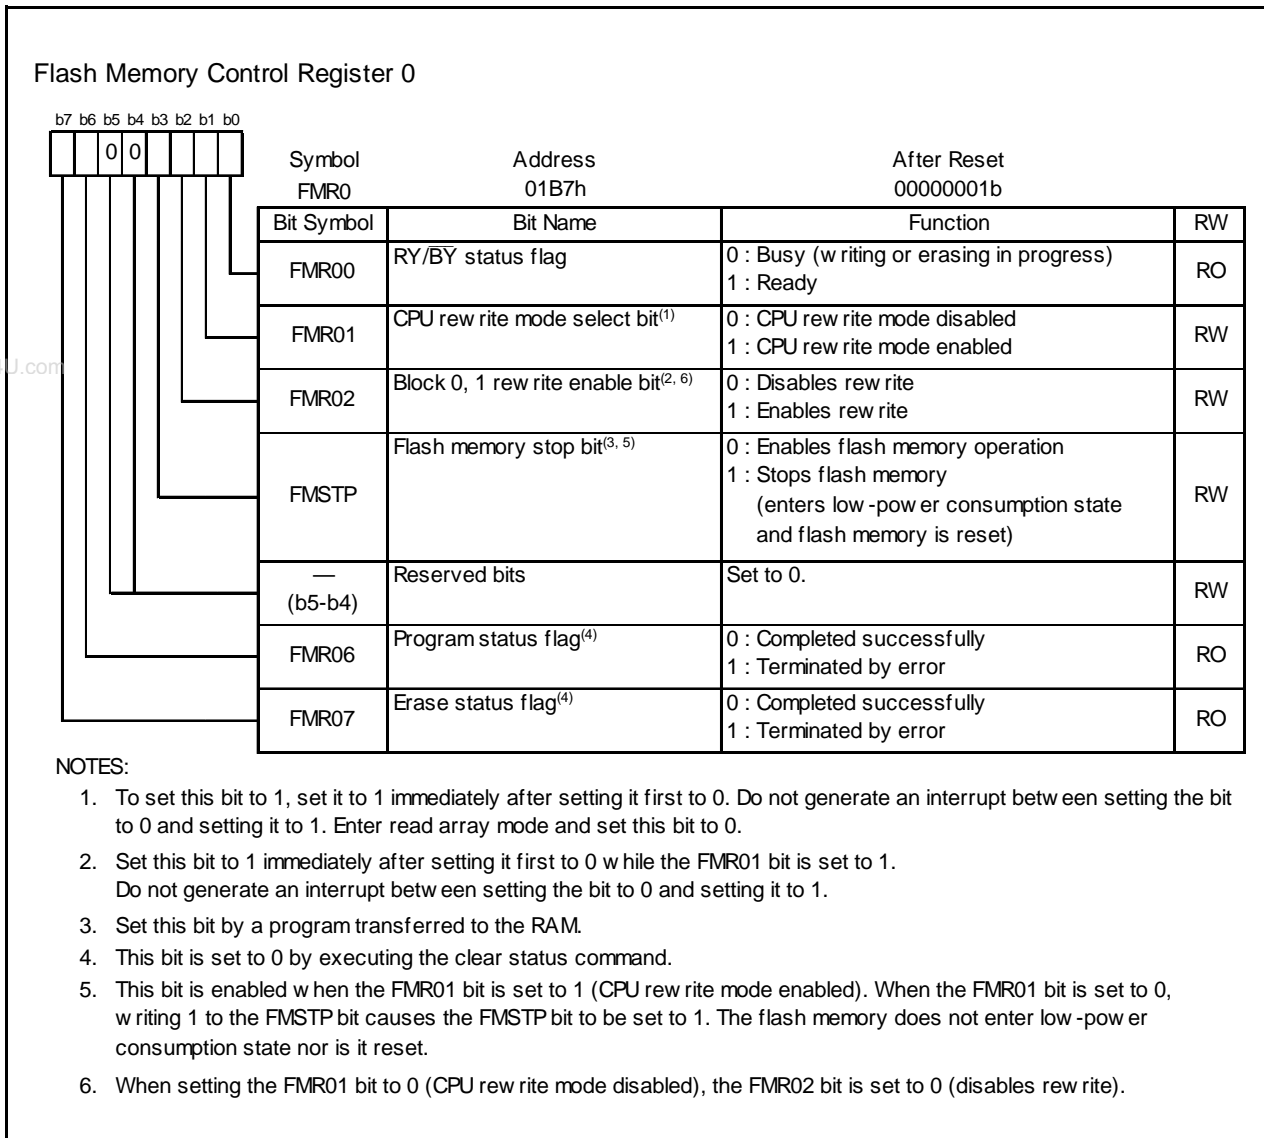 Flash Memory Control Register 0
b7 b6 b5 b4 b3 b2 b1 b0
0 0
Symbol Address After Reset
FMR0 01B7h 00000001b
Bit Symbol Bit Name Function RW
FMR00 RY/BY status flag 0 : Busy (writing or erasing in progress) RO
1 : Ready
FMR01 CPU rewrite mode select bit(1) 0 : CPU rewrite mode disabled RW
1 : CPU rewrite mode enabled
U.com
FMR02 Block 0, 1 rewrite enable bit(2, 6) 0 : Disables rewrite RW
1 : Enables rewrite
FMSTP Flash memory stop bit(3, 5) 0 : Enables flash memory operation RW
1 : Stops flash memory
(enters low-power consumption state
and flash memory is reset)
— Reserved bits Set to 0. RW
(b5-b4)
FMR06 Program status flag(4) 0 : Completed successfully RO
1 : Terminated by error
FMR07 Erase status flag(4) 0 : Completed successfully RO
1 : Terminated by error
NOTES:
1. To set this bit to 1, set it to 1 immediately after setting it first to 0. Do not generate an interrupt between setting the bit
to 0 and setting it to 1. Enter read array mode and set this bit to 0.
2. Set this bit to 1 immediately after setting it first to 0 while the FMR01 bit is set to 1.
Do not generate an interrupt between setting the bit to 0 and setting it to 1.
3. Set this bit by a program transferred to the RAM.
4. This bit is set to 0 by executing the clear status command.
5. This bit is enabled when the FMR01 bit is set to 1 (CPU rewrite mode enabled). When the FMR01 bit is set to 0,
writing 1 to the FMSTP bit causes the FMSTP bit to be set to 1. The flash memory does not enter low-power
consumption state nor is it reset.
6. When setting the FMR01 bit to 0 (CPU rewrite mode disabled), the FMR02 bit is set to 0 (disables rewrite).